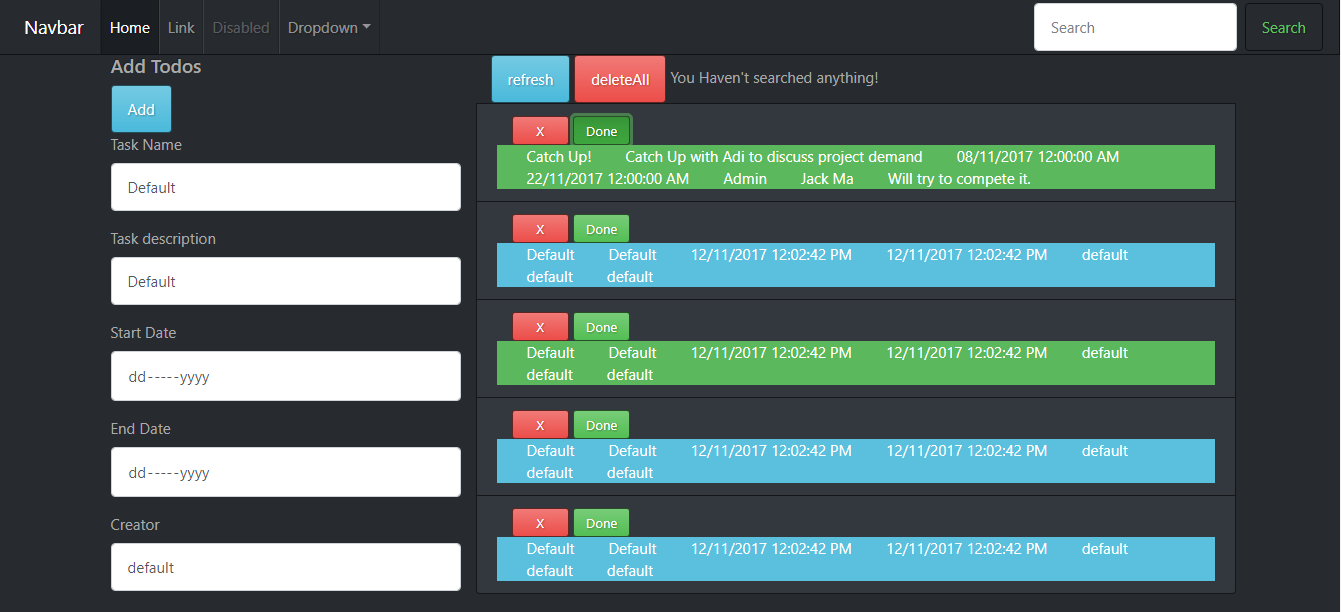 Navbar Home Link Disabled Dropdown Search Search
Add Todos
Add
Task Name
Default
Task description
Default
Start Date
dd-----yyyy
End Date
dd-----yyyy
Creator
default
refresh deleteAll You Haven't searched anything!
X Done
Catch Up! Catch Up with Adi to discuss project demand 08/11/2017 12:00:00 AM
22/11/2017 12:00:00 AM Admin Jack Ma Will try to compete it.
X Done
Default Default 12/11/2017 12:02:42 PM 12/11/2017 12:02:42 PM default
default default
X Done
Default Default 12/11/2017 12:02:42 PM 12/11/2017 12:02:42 PM default
default default
X Done
Default Default 12/11/2017 12:02:42 PM 12/11/2017 12:02:42 PM default
default default
X Done
Default Default 12/11/2017 12:02:42 PM 12/11/2017 12:02:42 PM default
default default